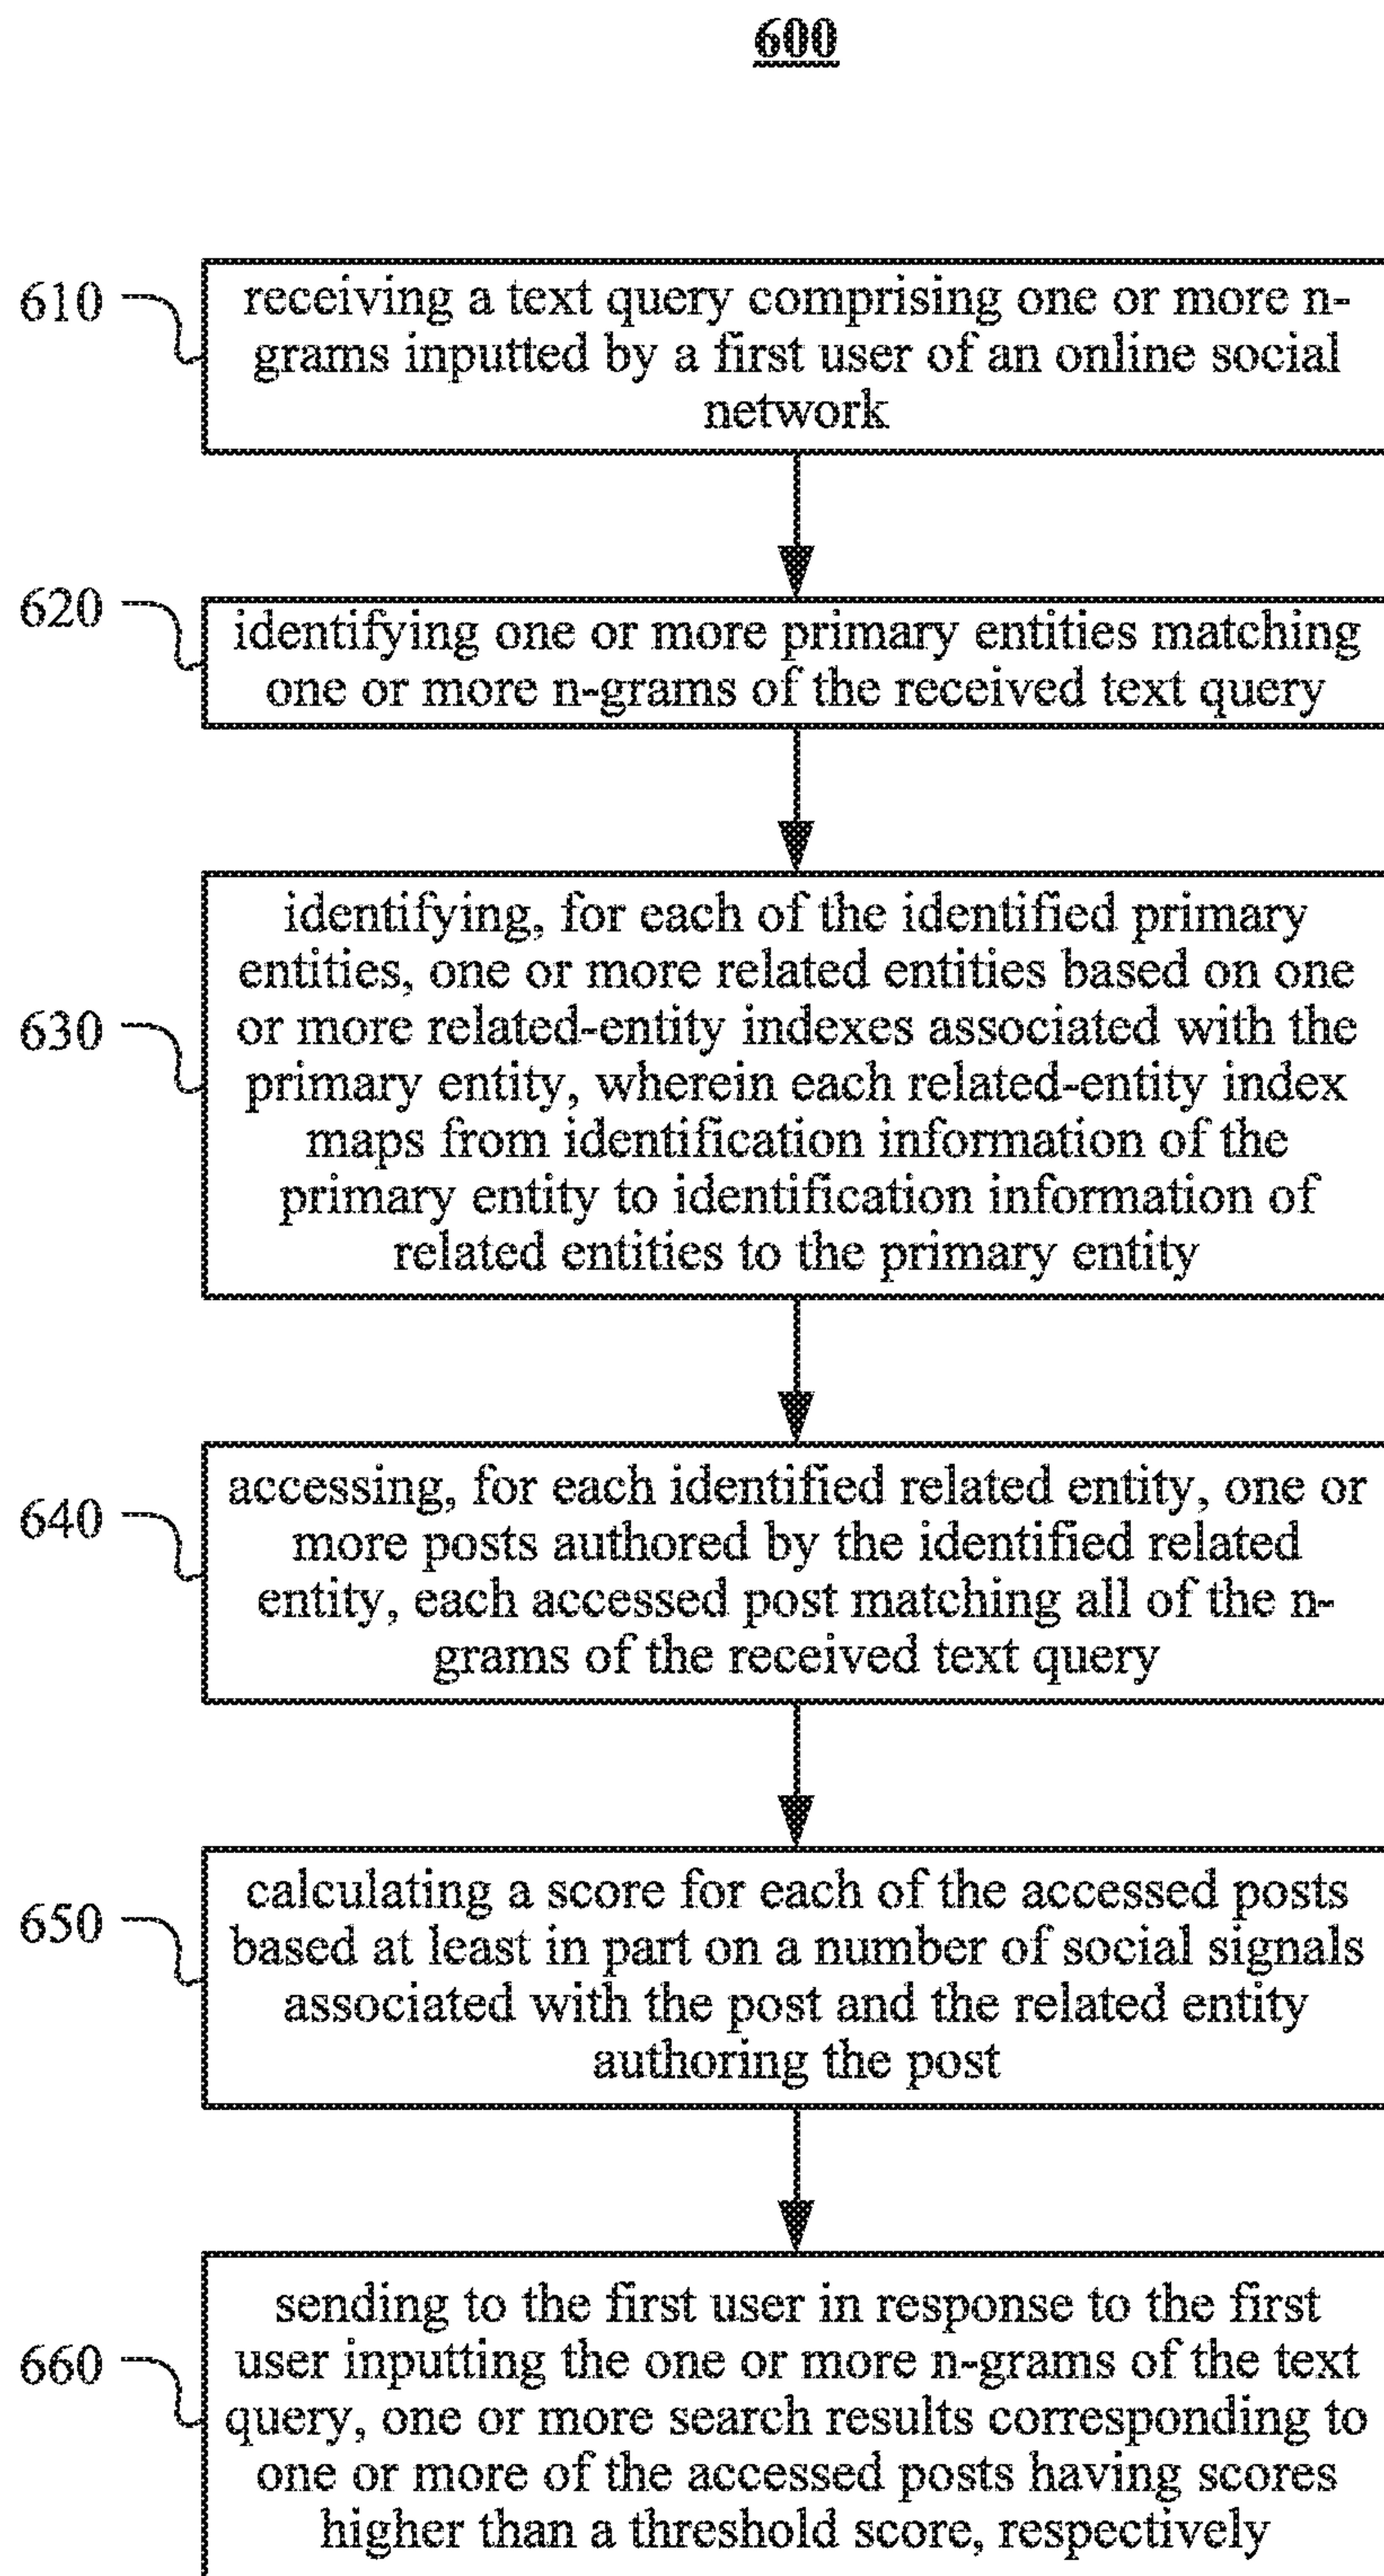 600
610
receiving a text query comprising one or more n-
grams inputted by a first user of an online social
network
620
identifying one or more primary entities matching
one or more n-grams of the received text query
630
identifying, for each of the identified primary
entities, one or more related entities based on one
or more related-entity indexes associated with the
primary entity, wherein each related-entity index
maps from identification information of the
primary entity to identification information of
related entities to the primary entity
640
accessing, for each identified related entity, one or
more posts authored by the identified related
entity, each accessed post matching all of the n-
grams of the received text query
650
calculating a score for each of the accessed posts
based at least in part on a number of social signals
associated with the post and the related entity
authoring the post
660
sending to the first user in response to the first
user inputting the one or more n-grams of the text
query, one or more search results corresponding to
one or more of the accessed posts having scores
higher than a threshold score, respectively